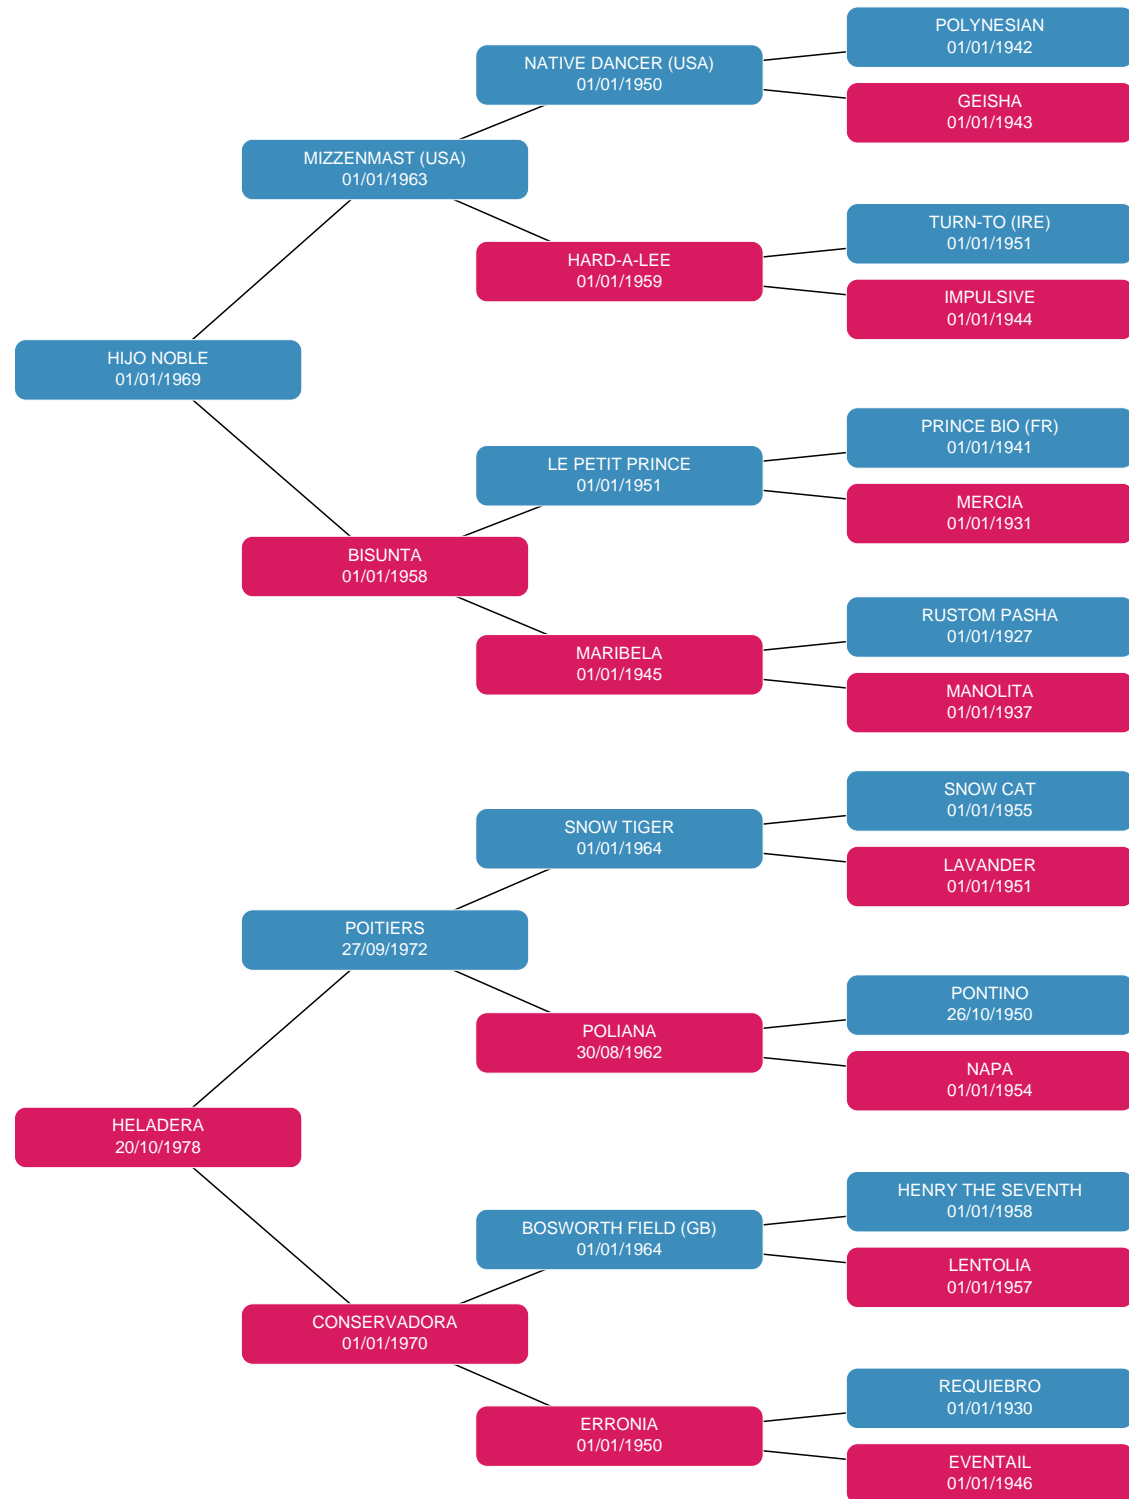 POLYNESIAN
01/01/1942
NATIVE DANCER (USA)
01/01/1950
GEISHA
01/01/1943
MIZZENMAST (USA)
01/01/1963
TURN-TO (IRE)
01/01/1951
HARD-A-LEE
01/01/1959
IMPULSIVE
01/01/1944
HIJO NOBLE
01/01/1969
PRINCE BIO (FR)
01/01/1941
LE PETIT PRINCE
01/01/1951
MERCIA
01/01/1931
BISUNTA
01/01/1958
RUSTOM PASHA
01/01/1927
MARIBELA
01/01/1945
MANOLITA
01/01/1937
SNOW CAT
01/01/1955
SNOW TIGER
01/01/1964
LAVANDER
01/01/1951
POITIERS
27/09/1972
PONTINO
26/10/1950
POLIANA
30/08/1962
NAPA
01/01/1954
HELADERA
20/10/1978
HENRY THE SEVENTH
01/01/1958
BOSWORTH FIELD (GB)
01/01/1964
LENTOLIA
01/01/1957
CONSERVADORA
01/01/1970
REQUIEBRO
01/01/1930
ERRONIA
01/01/1950
EVENTAIL
01/01/1946